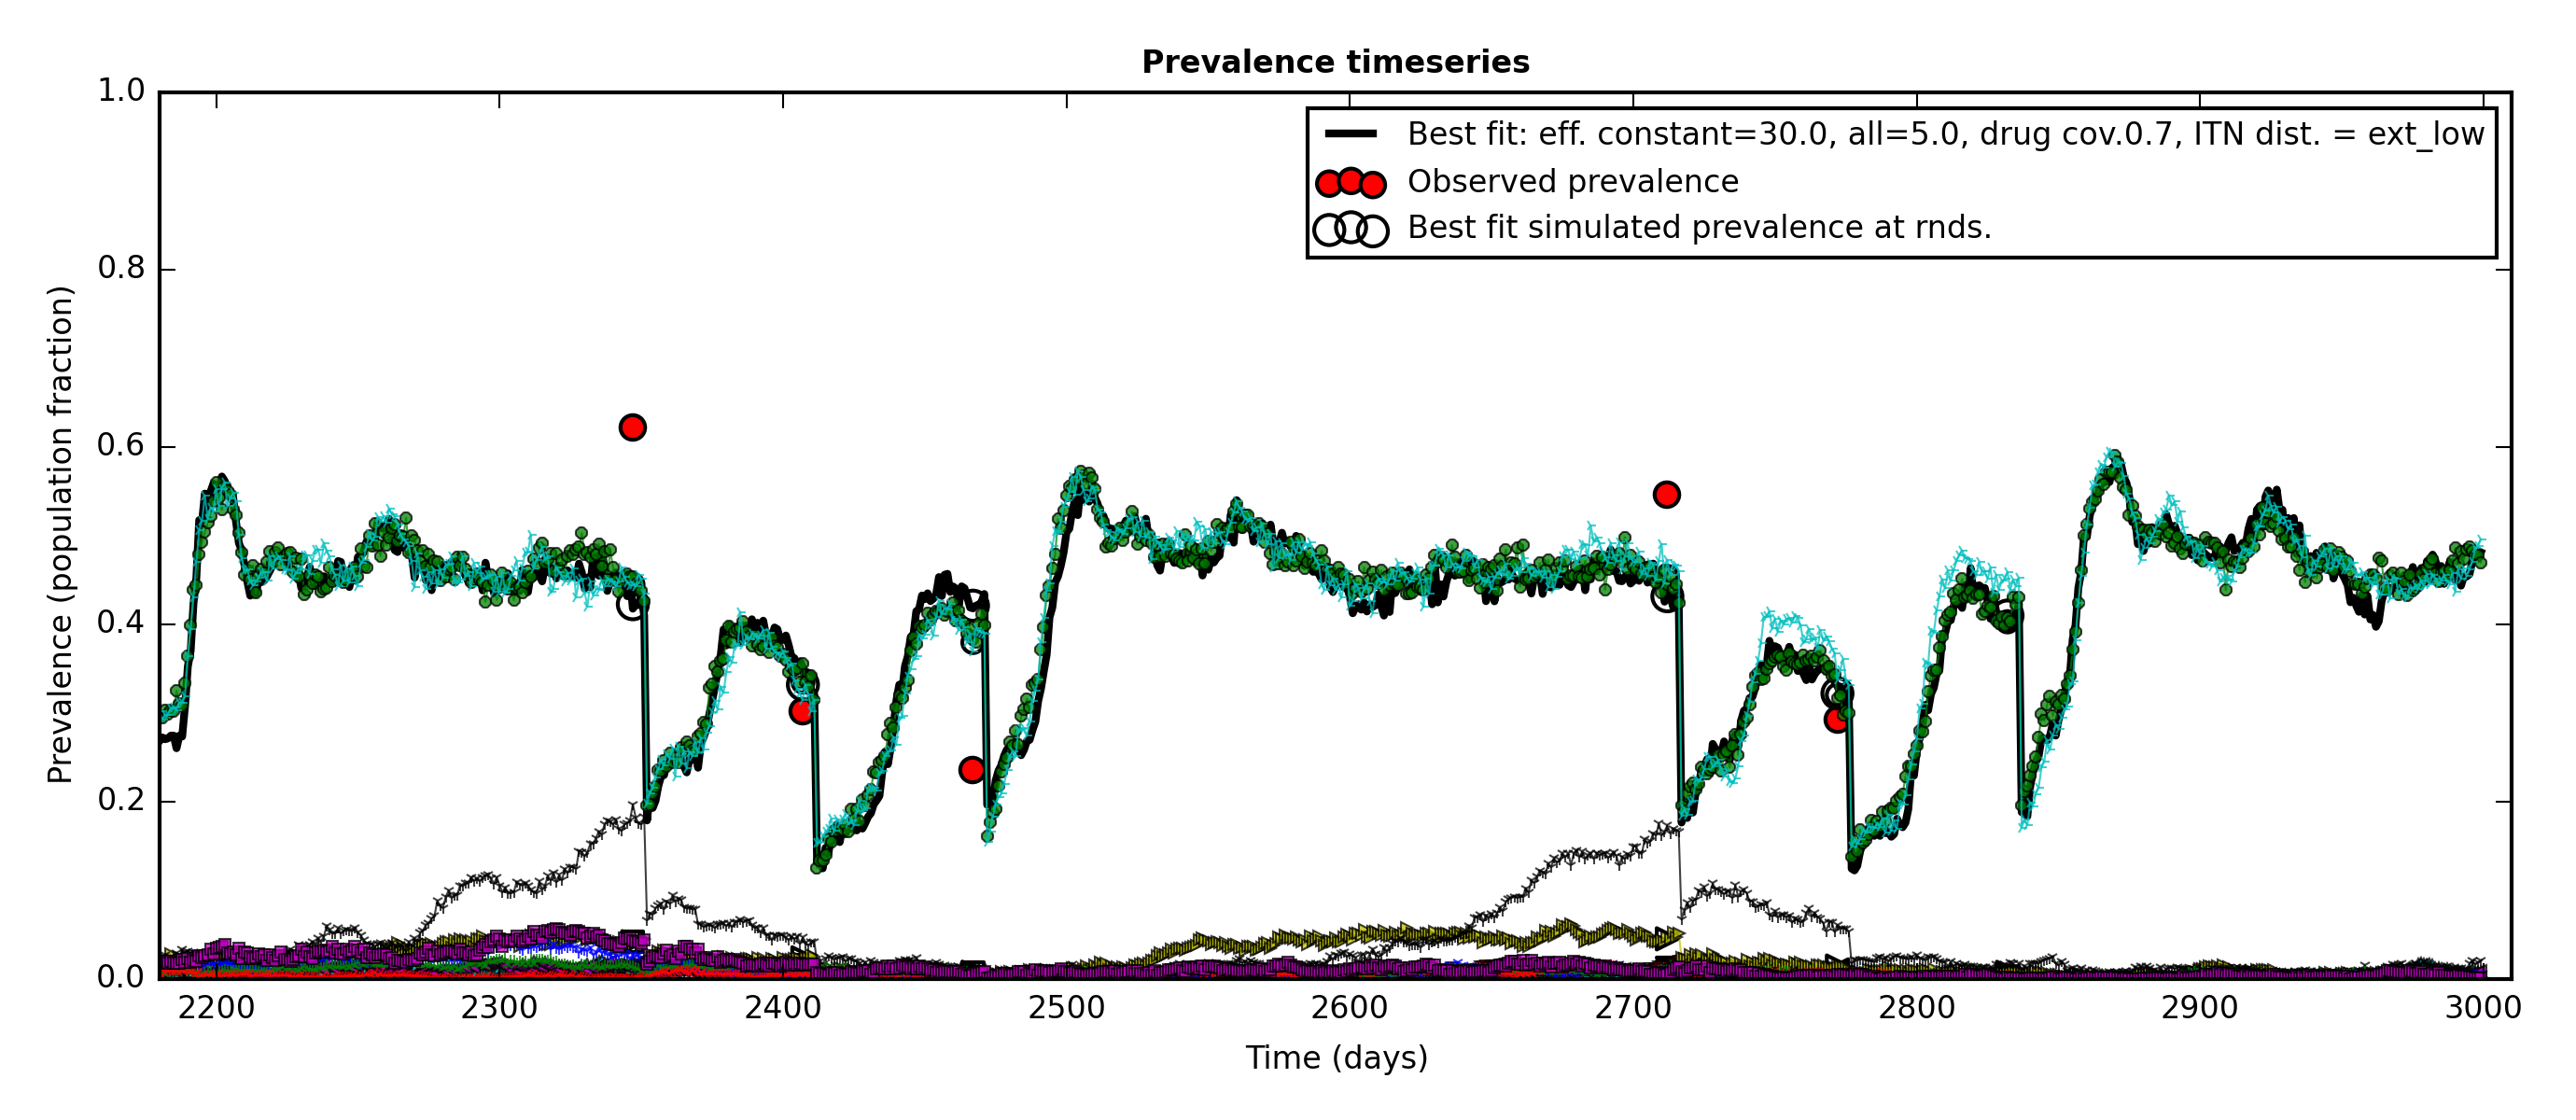 Prevalence timeseries
Best fit: eff. constant=30.0, all=5.0, drug cov.0.7, ITN dist. = ext_low
Observed prevalence
Best fit simulated prevalence at rnds.
Prevalence (population fraction)
1.0
0.8
0.6
0.4
0.2
0.0
2200 2300 2400 2500 2600 2700 2800 2900 3000
Time (days)